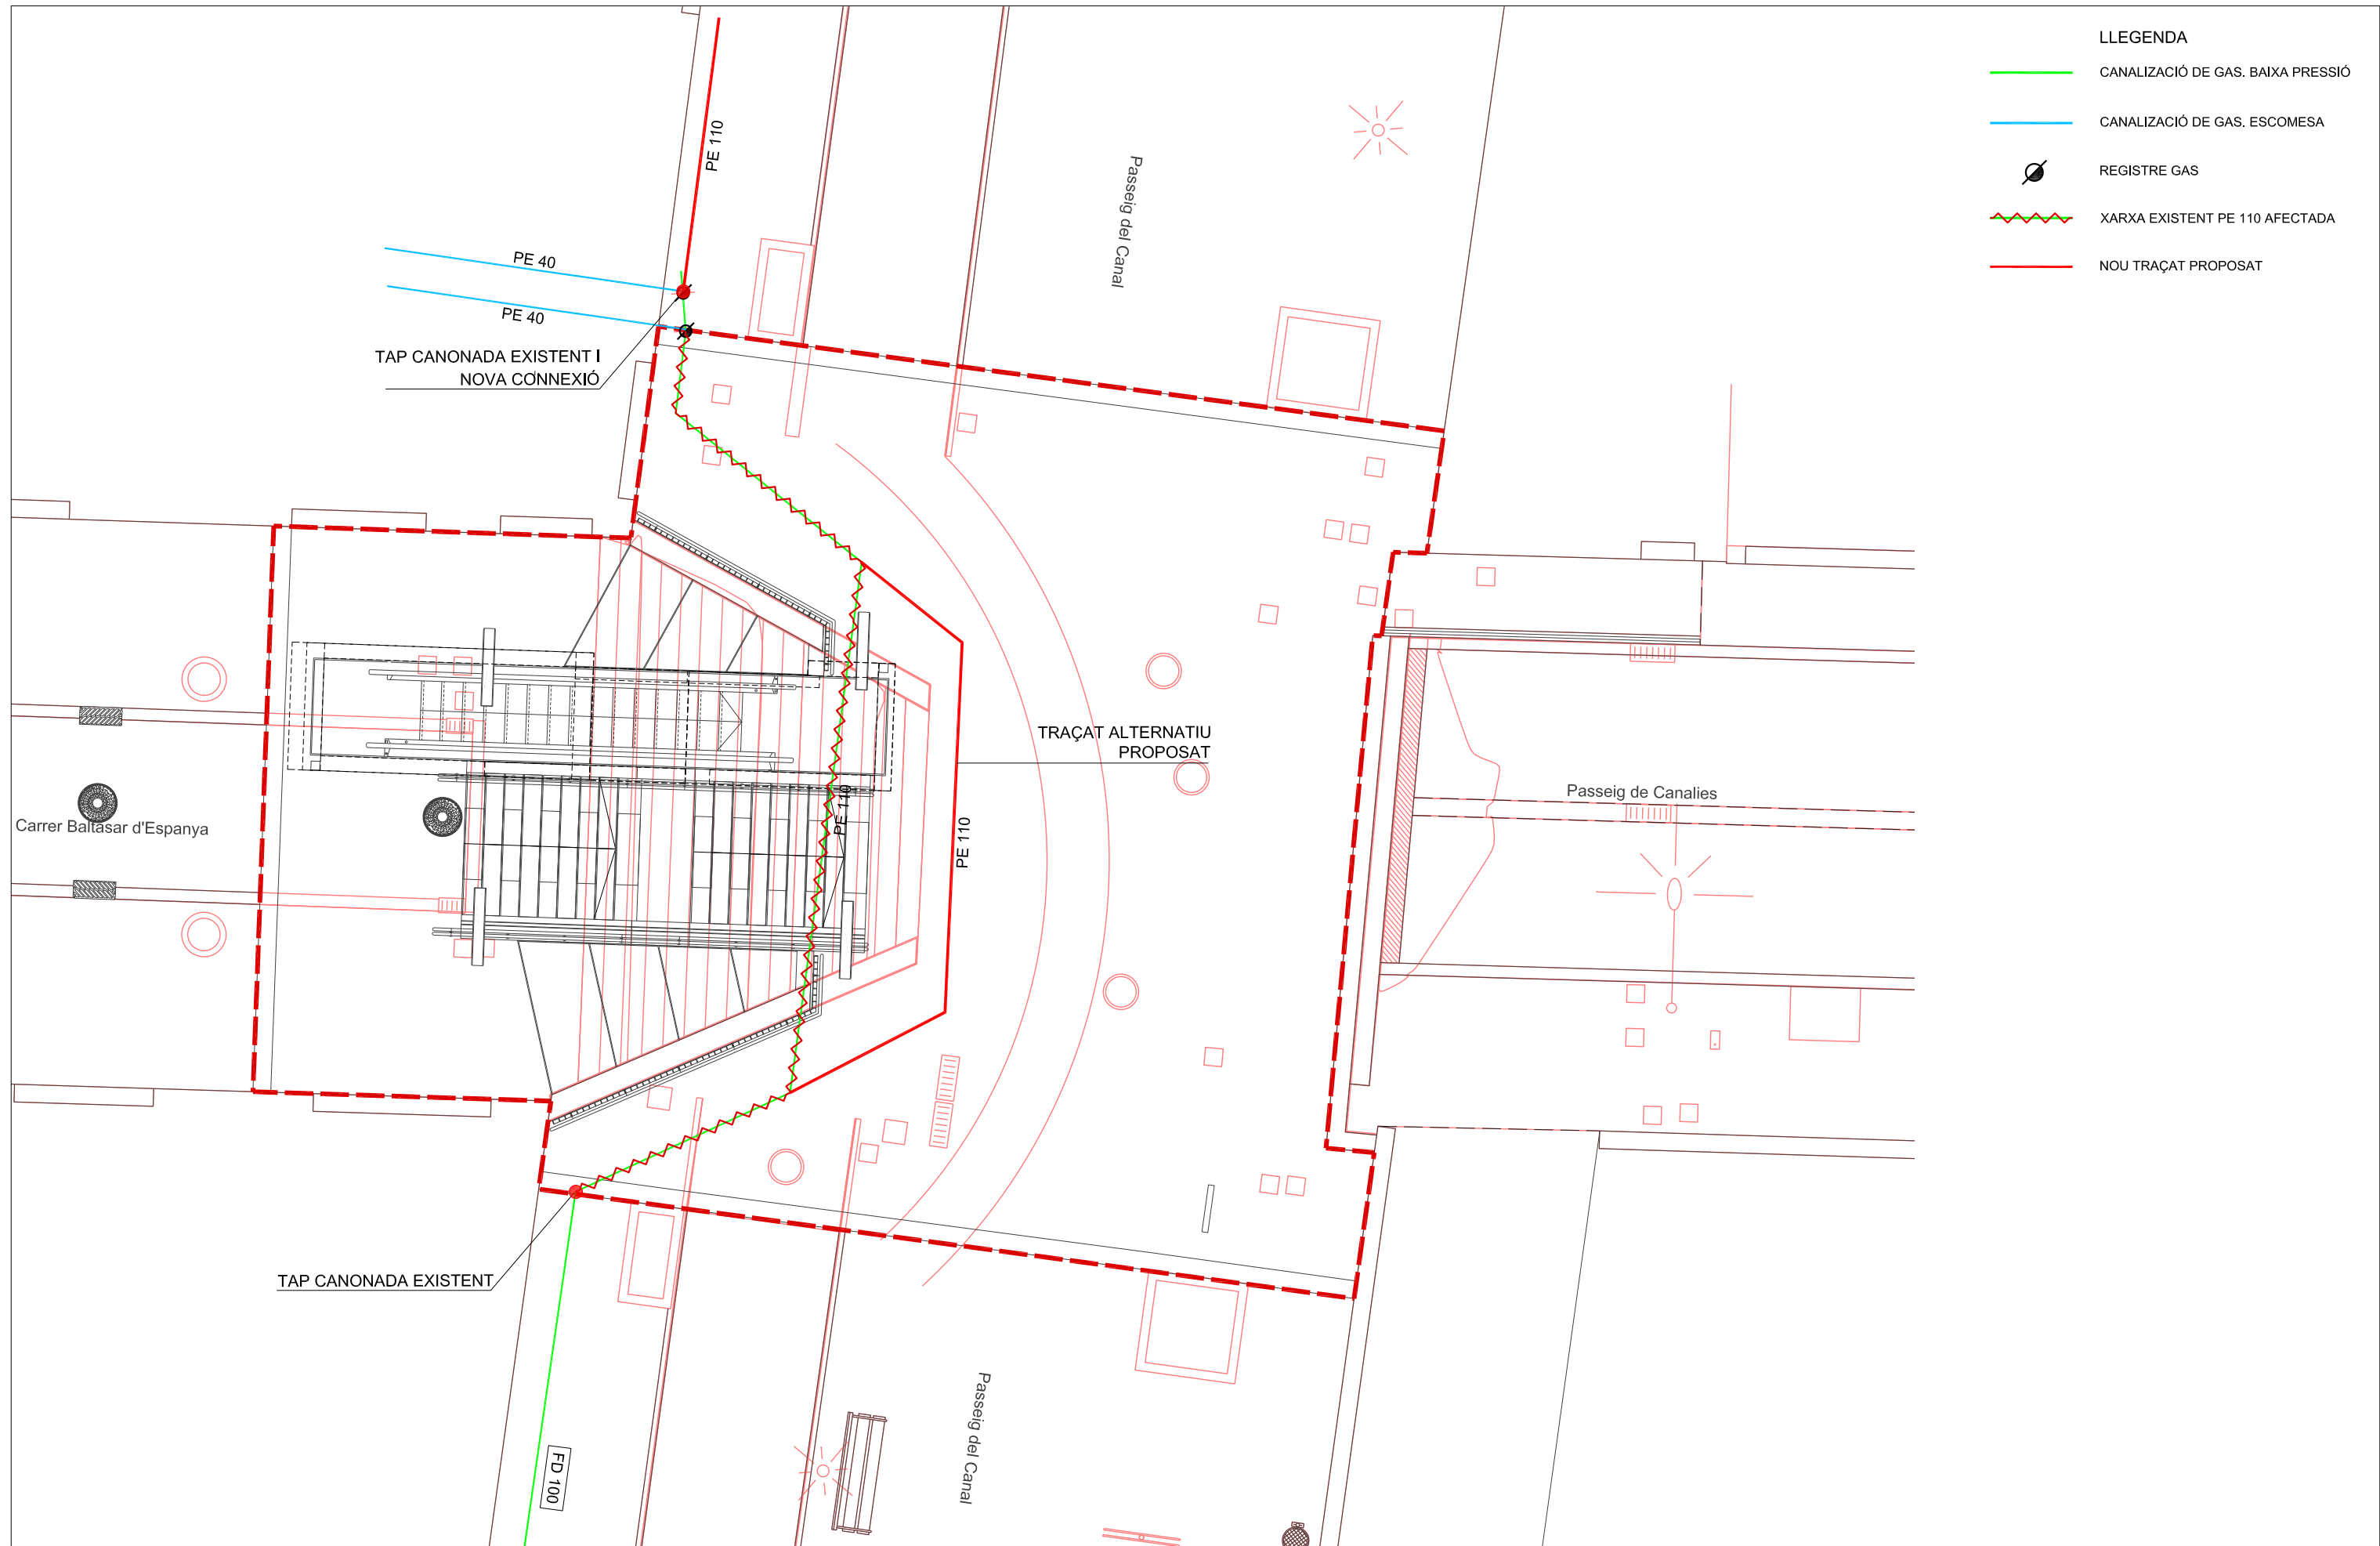 LLEGENDA
CANALIZACIÓ DE GAS. BAIXA PRESSIÓ
CANALIZACIÓ DE GAS. ESCOMESA
REGISTRE GAS
XARXA EXISTENT PE 110 AFECTADA
NOU TRAÇAT PROPOSAT
PE 110
Passeig del Canal
PE 40
PE 40
TAP CANONADA EXISTENT I
NOVA CONNEXIÓ
TRAÇAT ALTERNATIU
PROPOSAT
Passeig de Canalies
PE 110
PE 110
Carrer Baltasar d'Espanya
TAP CANONADA EXISTENT
FD 100
Passeig del Canal